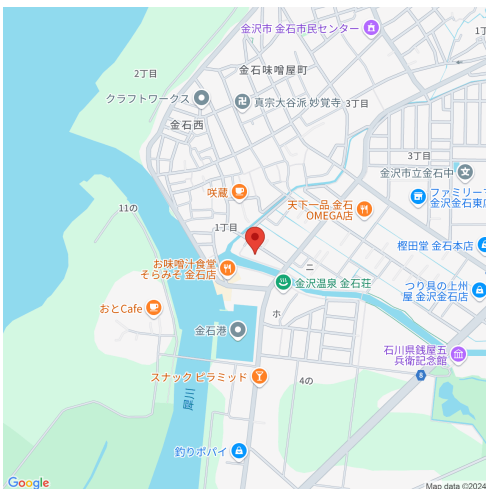 金沢市 金石市民センター
1丁
金石味噌屋町
2丁目
クラフトワークス
真宗大谷派 妙覚寺
3丁目
金石西
3丁目
金沢市立金石中
咲蔵
ファミリーマ
金沢金石東店
天下一品 金石
OMEGA店
11の
1丁目
樫田堂 金石本店
お味噌汁食堂
そらみそ 金石店
ニ
金沢温泉 金石荘
つり具の上州
屋 金沢金石店
おとCafe
ホ
金石港
石川県銭屋五
兵衛記念館
スナック ピラミッド
4の
犀川
釣りポパイ
Google
Map data ©2024